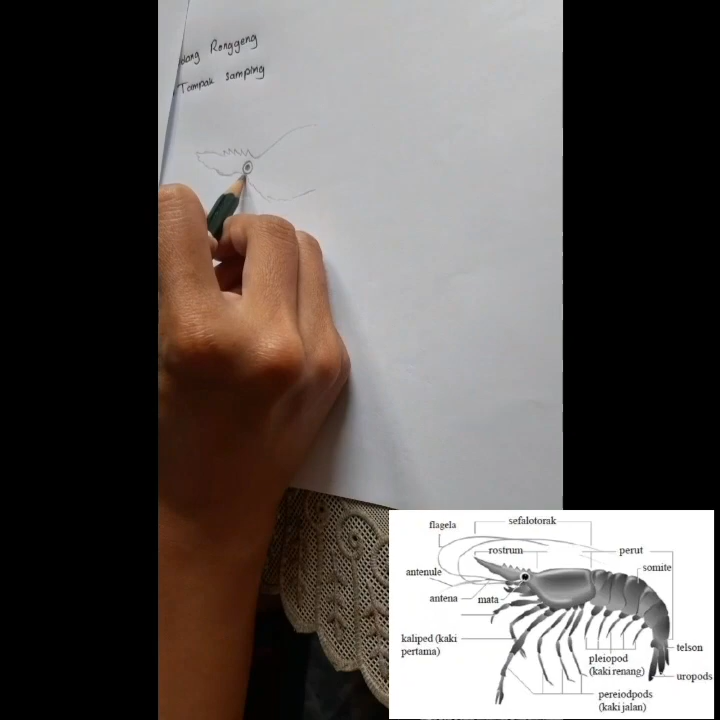 Ronggeng
Tampak samping
flagela
sefalotorak
rostrum
perut
antenule
somite
antena
mata
kaliped (kaki
pertama)
telson
pleiopod
(kaki renang)
uropods
pereiodpods
(kaki jalan)